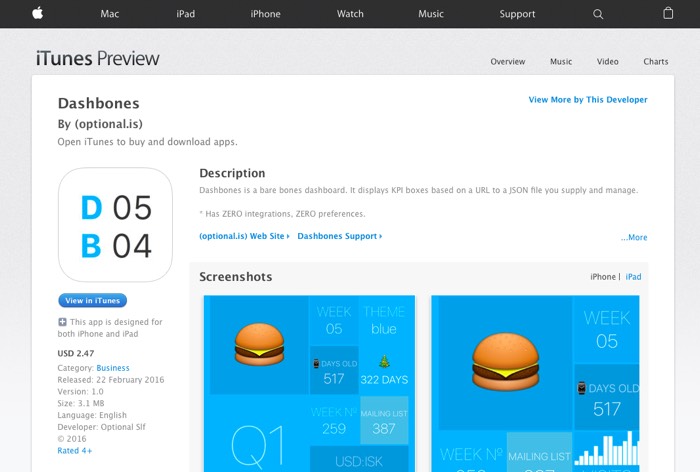 Mac iPad iPhone Watch Music Support
iTunes Preview
Overview Music Video Charts
Dashbones
View More by This Developer
By (optional.is)
Open iTunes to buy and download apps.
D 05
B 04
View in iTunes
This app is designed for
both iPhone and iPad
USD 2.47
Category: Business
Released: 22 February 2016
Version: 1.0
Size: 3.1 MB
Language: English
Developer: Optional Slf
© 2016
Rated 4+
Description
Dashbones is a bare bones dashboard. It displays KPI boxes based on a URL to a JSON file you supply and manage.
* Has ZERO integrations, ZERO preferences.
(optional.is) Web Site Dashbones Support
...More
Screenshots
iPhone | iPad
WEEK
05
THEME
blue
DAYS OLD
517
322 DAYS
WEEK Nº
259
MAILING LIST
387
Q1
USD:ISK
WEEK
05
DAYS OLD
517
WEEK Nº
MAILING LIST